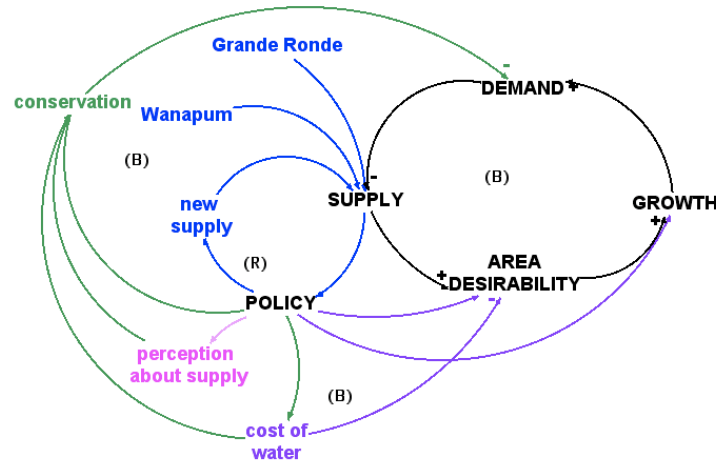 Grande Ronde
-
DEMAND +
conservation
Wanapum
(B)
-
(B)
SUPPLY
GROWTH
+
new
supply
(R)
+
AREA
DESIRABILITY
-
POLICY
perception
about supply
(B)
cost of
water